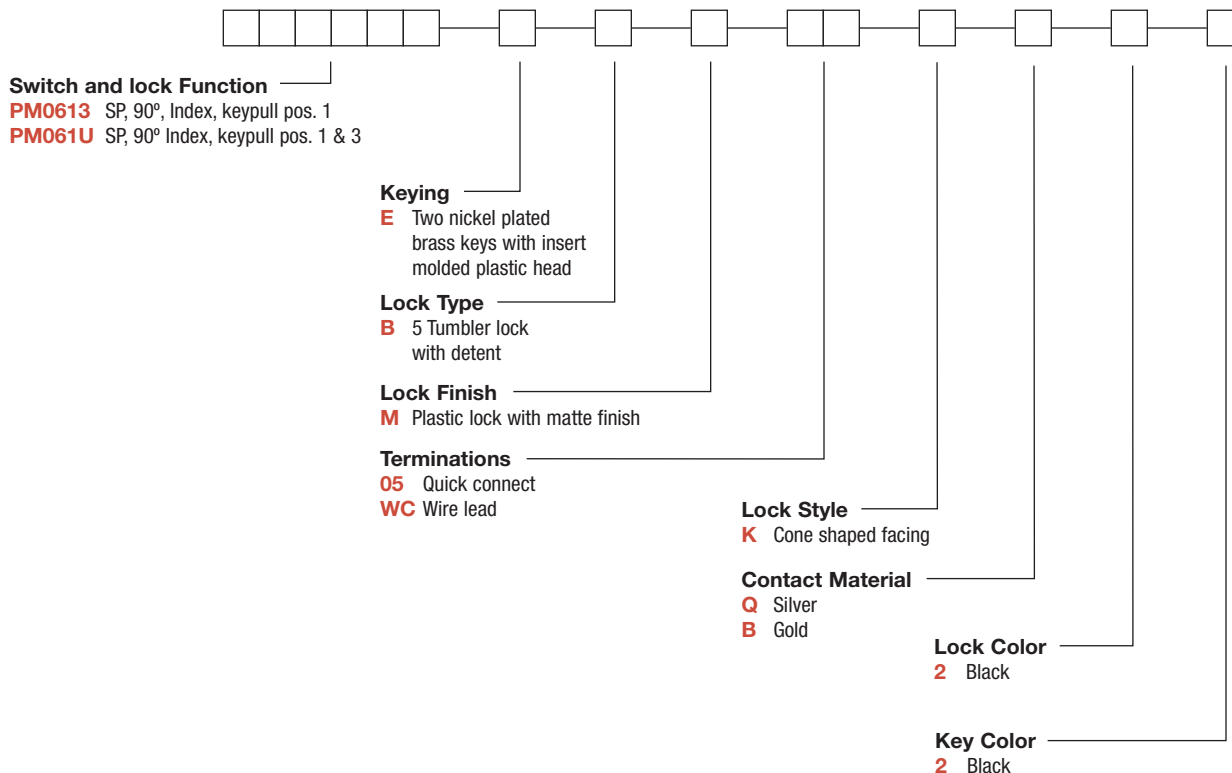 Switch and lock Function
PM0613 SP, 90º, Index, keypull pos. 1
PM061U SP, 90º Index, keypull pos. 1 & 3
Keying
E Two nickel plated
brass keys with insert
molded plastic head
Lock Type
B 5 Tumbler lock
with detent
Lock Finish
M Plastic lock with matte finish
Terminations
05 Quick connect
WC Wire lead
Lock Style
K Cone shaped facing
Contact Material
Q Silver
B Gold
Lock Color
2 Black
Key Color
2 Black